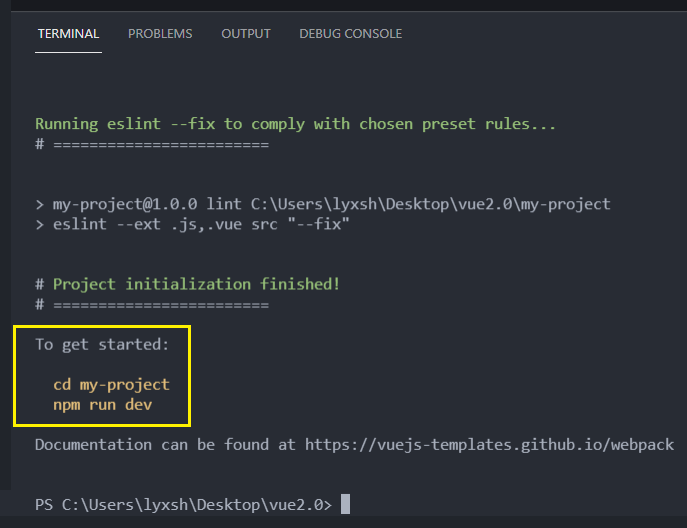 TERMINAL PROBLEMS OUTPUT DEBUG CONSOLE
Running eslint --fix to comply with chosen preset rules...
# ========================
> my-project@1.0.0 lint C:\Users\lyxsh\Desktop\vue2.0\my-project
> eslint --ext .js,.vue src "--fix"
# Project initialization finished!
# ========================
To get started:
cd my-project
npm run dev
Documentation can be found at https://vuejs-templates.github.io/webpack
PS C:\Users\lyxsh\Desktop\vue2.0>